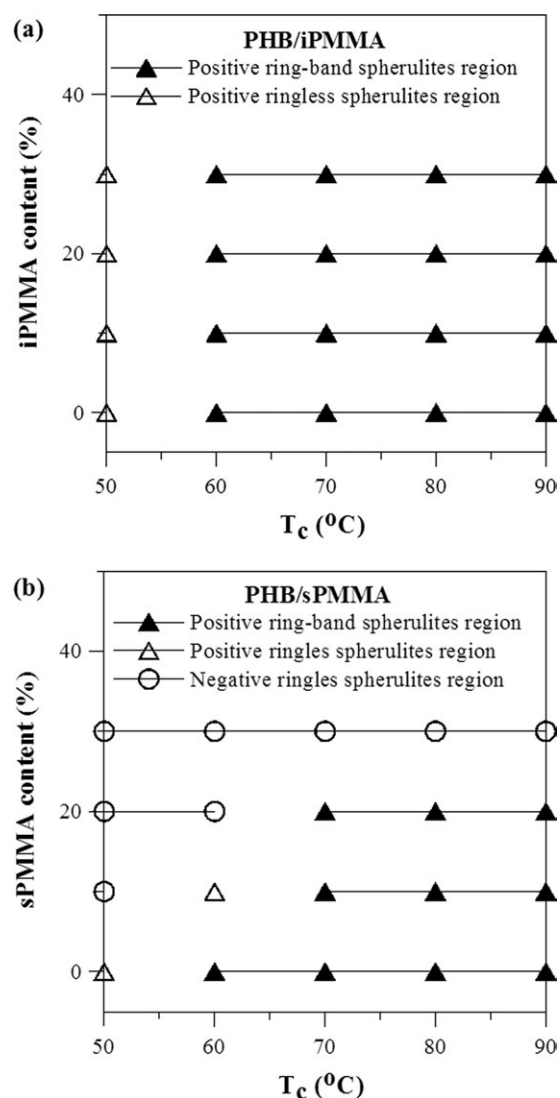 (a)
PHB/iPMMA
Positive ring-band spherulites region
Positive ringless spherulites region
40
20
0
iPMMA content (%)
50 60 70 80 90
Tc (°C)
(b)
PHB/sPMMA
Positive ring-band spherulites region
Positive ringles spherulites region
Negative ringles spherulites region
40
20
0
sPMMA content (%)
50 60 70 80 90
Tc (°C)